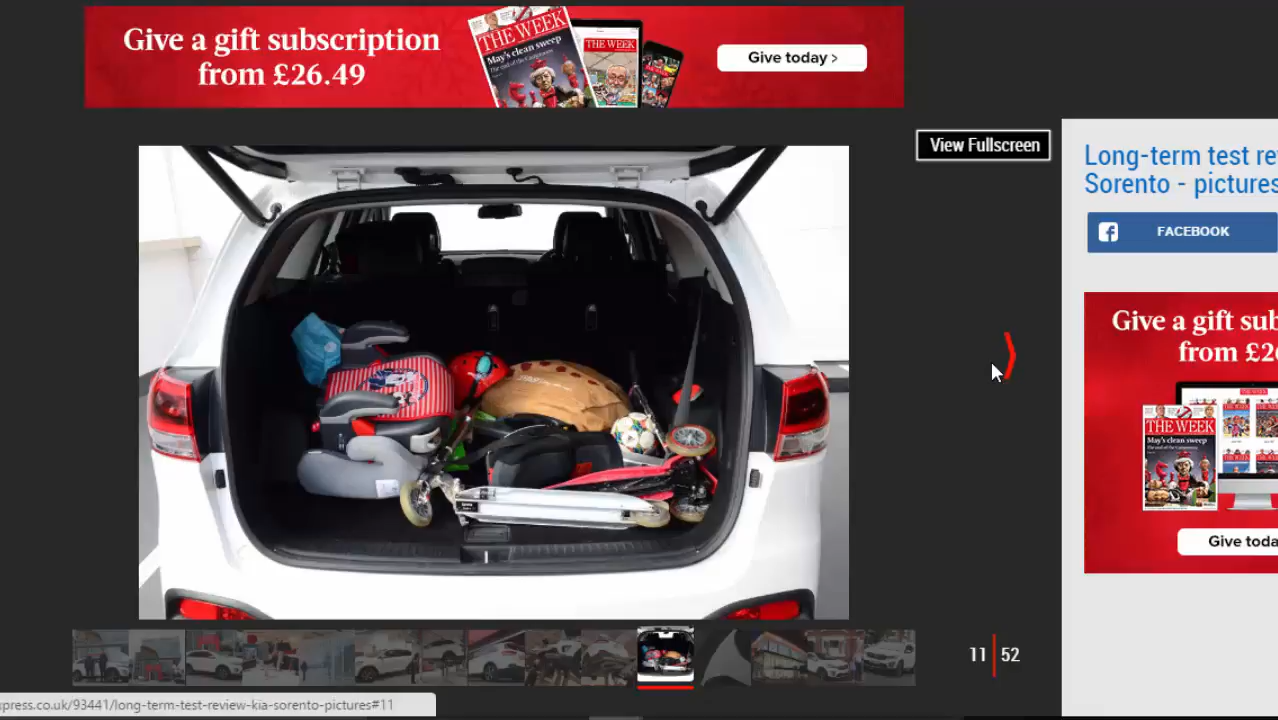 Give a gift subscription
from £26.49
THE WEEK
May's clean sweep
THE WEEK
Give today >
View Fullscreen
Long-term test re
Sorento - pictures
FACEBOOK
Give a gift sub
from £2
THE WEEK
May's clean sweep
Give toda
11 52
press.co.uk/93441/long-term-test-review-kia-sorento-pictures#11